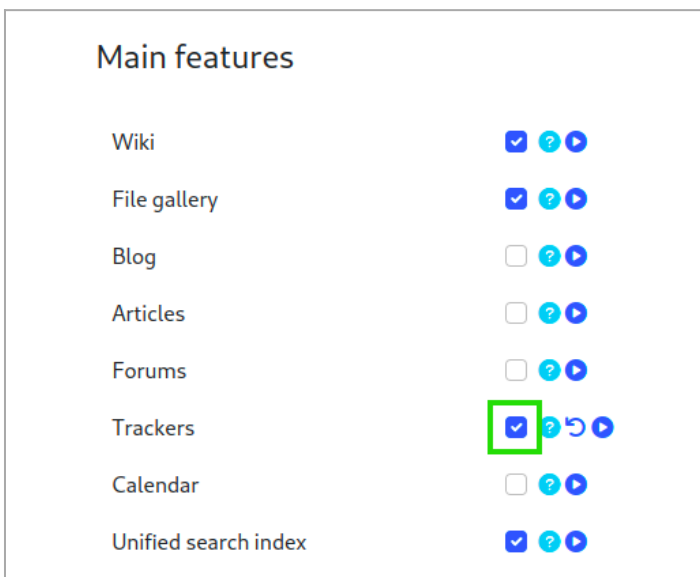 Main features
Wiki
File gallery
Blog
Articles
Forums
Trackers
Calendar
Unified search index